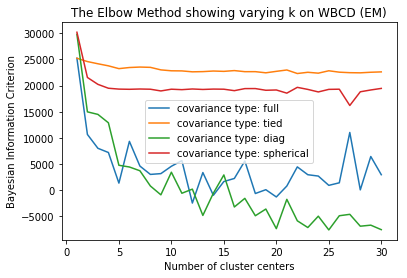 The Elbow Method showing varying k on WBCD (EM)
Bayesian Information Criterion
30000
25000
20000
15000
10000
5000
0
−5000
covariance type: full
covariance type: tied
covariance type: diag
covariance type: spherical
0 5 10 15 20 25 30
Number of cluster centers